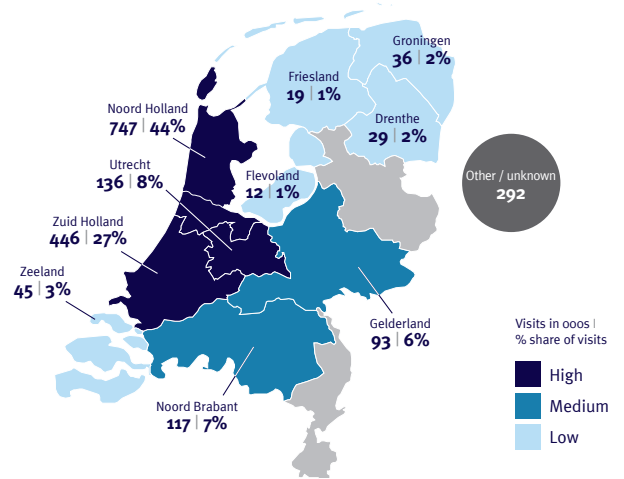 Groningen
36 | 2%
Friesland
19 | 1%
Noord Holland
747 | 44%
Drenthe
29 | 2%
Utrecht
136 | 8%
Flevoland
12 | 1%
Other / unknown
292
Zuid Holland
446 | 27%
Zeeland
45 | 3%
Gelderland
93 | 6%
Noord Brabant
117 | 7%
Visits in 000s |
% share of visits
High
Medium
Low